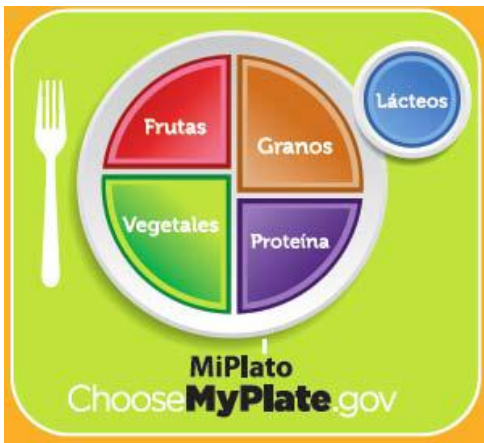 Frutas
Granos
Lácteos
Vegetales
Proteína
MiPlato
ChooseMyPlate.gov